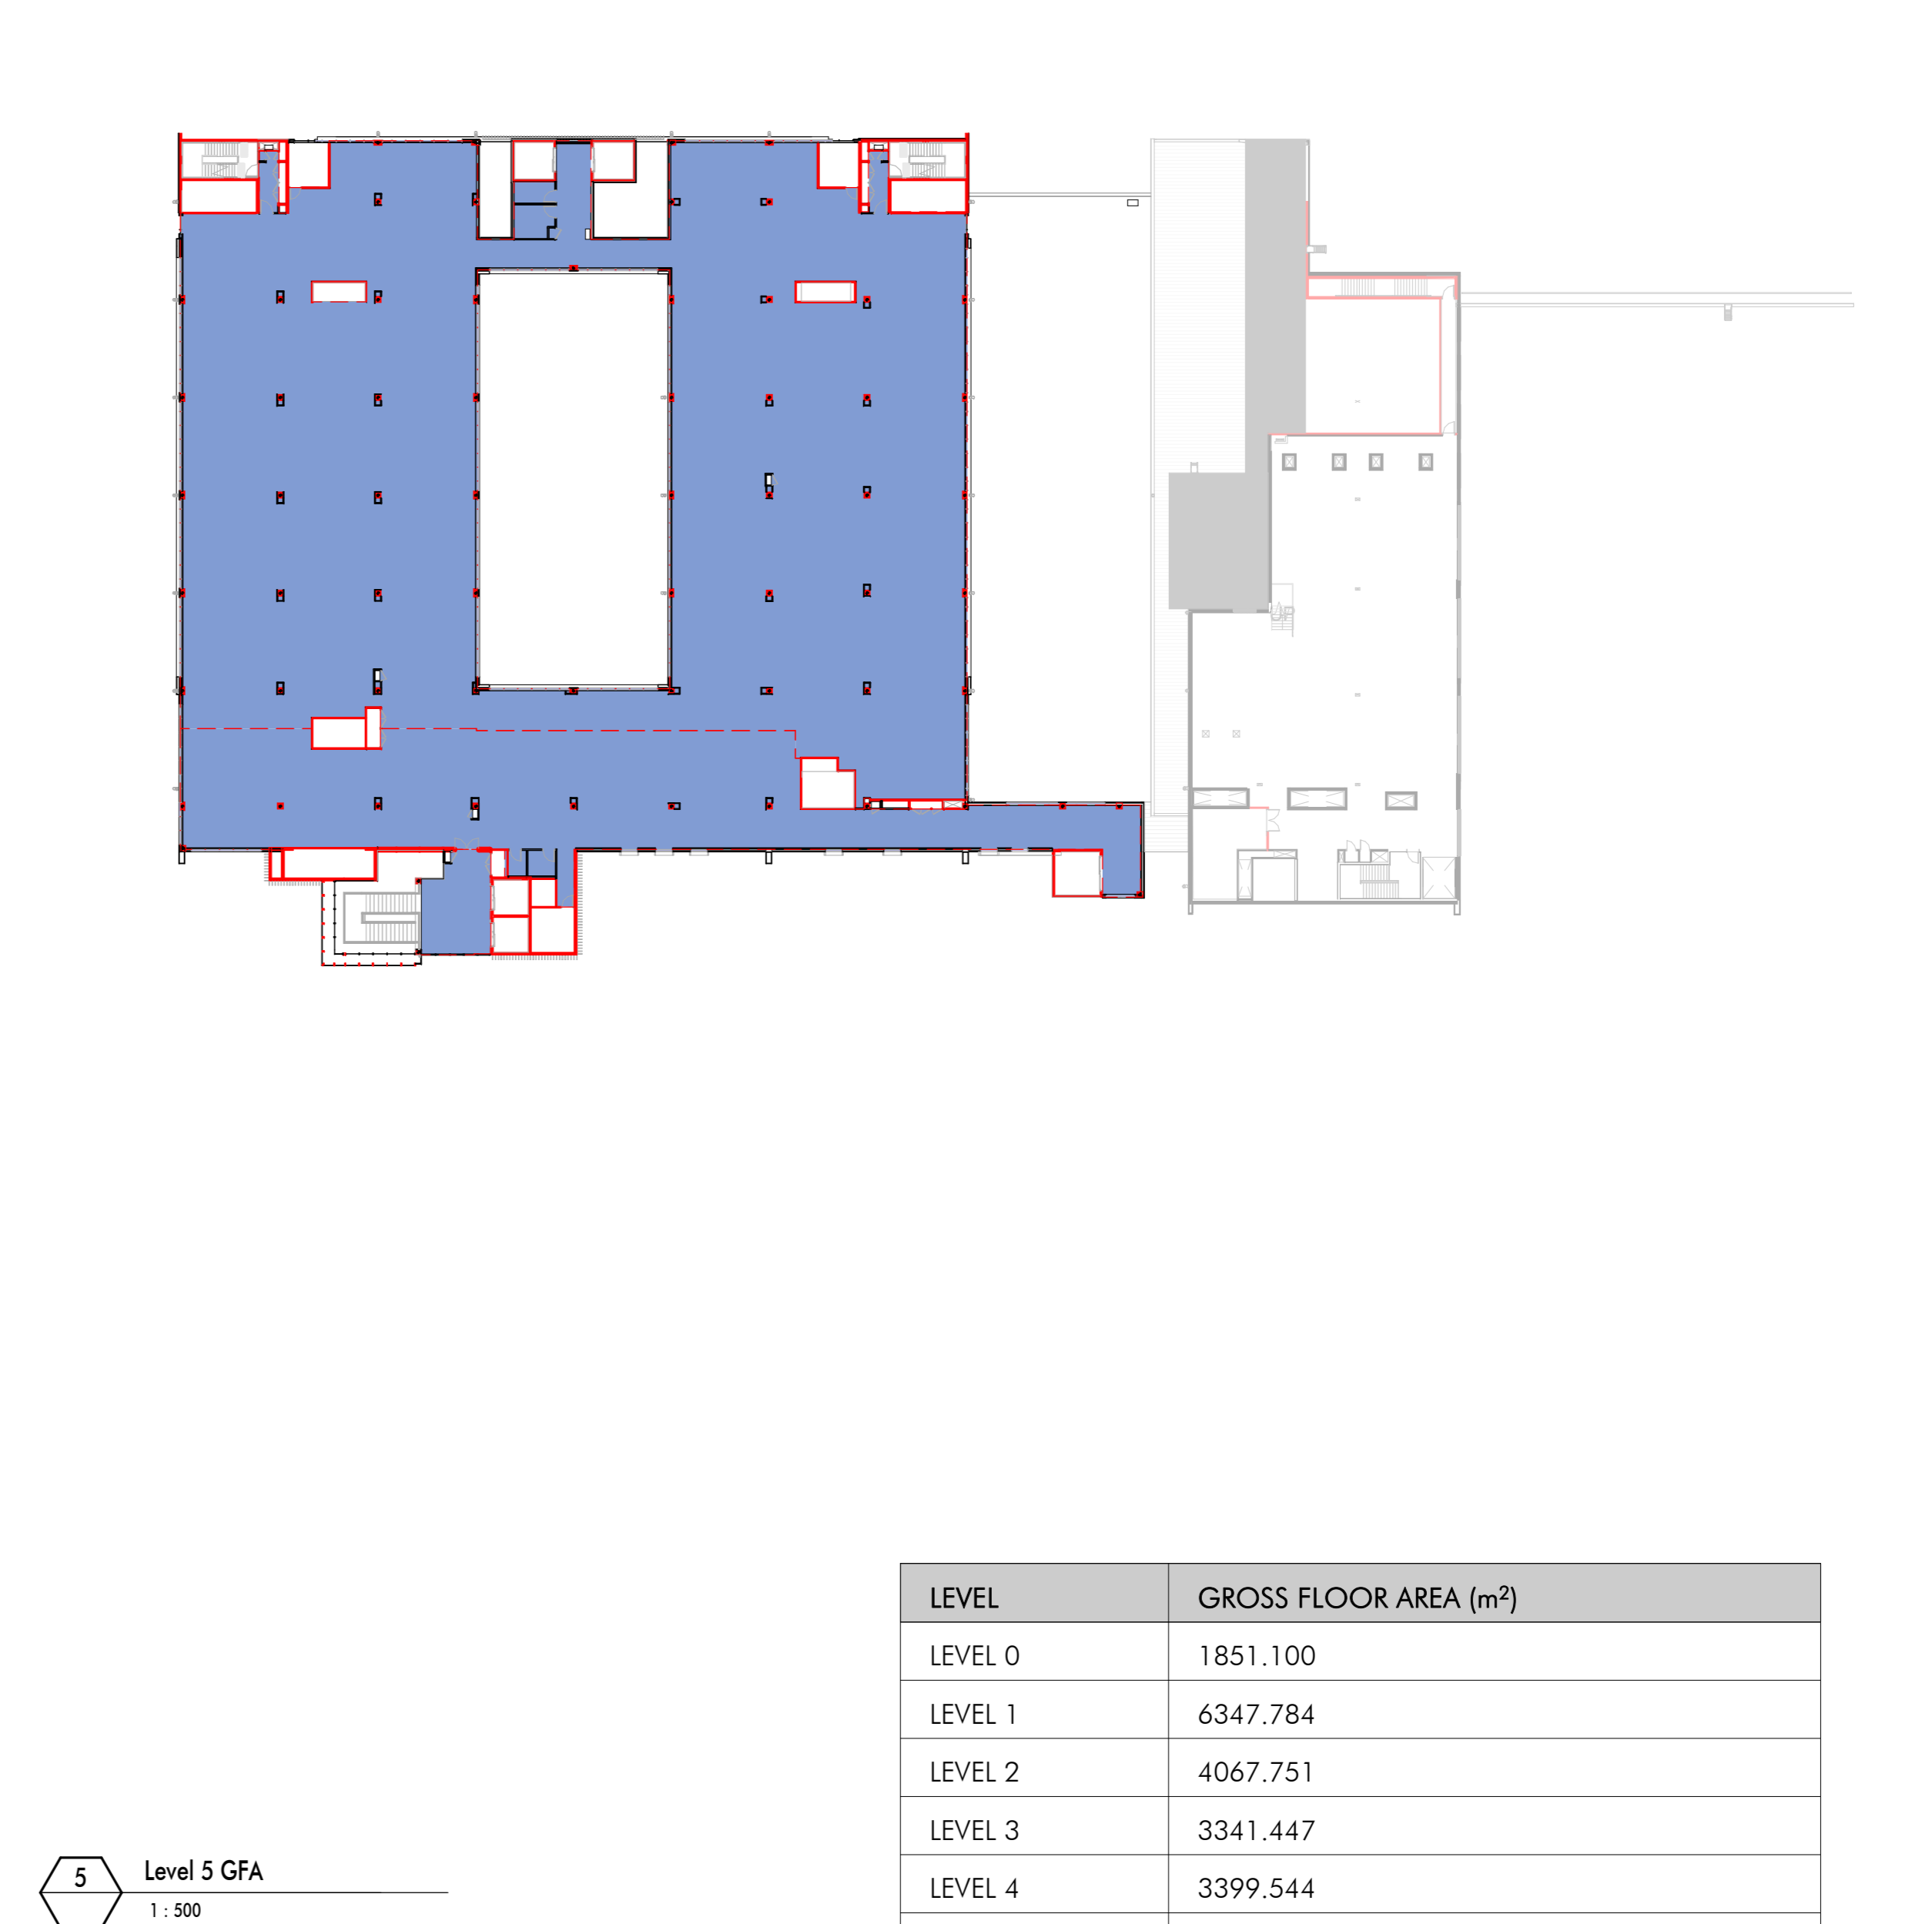 LEVEL GROSS FLOOR AREA (m²)
LEVEL 0 1851.100
LEVEL 1 6347.784
LEVEL 2 4067.751
LEVEL 3 3341.447
LEVEL 4 3399.544
5 Level 5 GFA
1 : 500